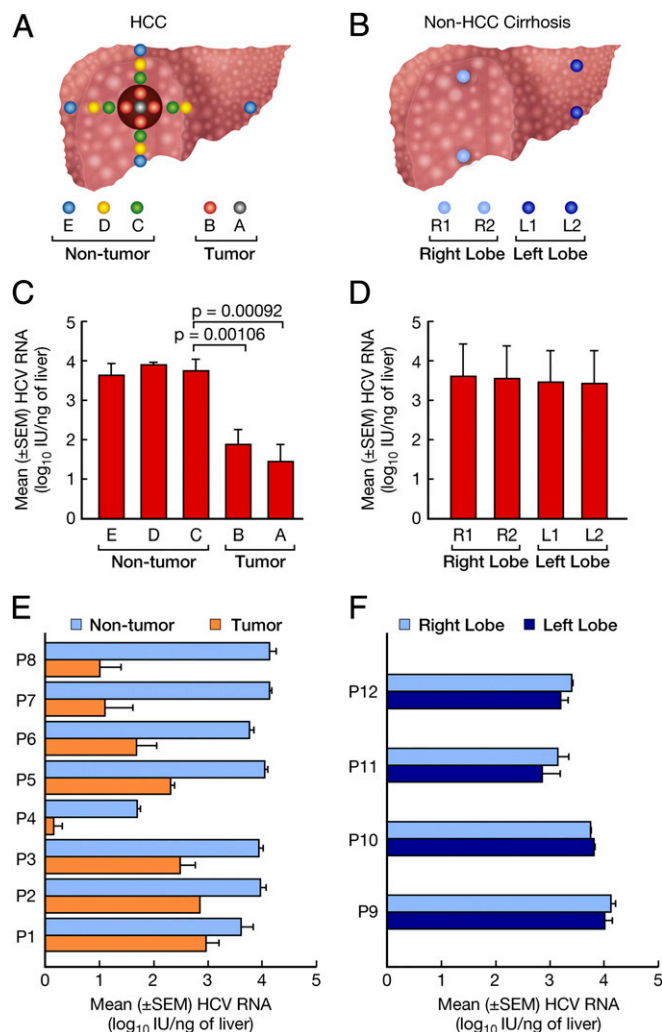 A
HCC
E D C B A
Non-tumor Tumor
B
Non-HCC Cirrhosis
R1 R2 L1 L2
Right Lobe Left Lobe
C
Mean (±SEM) HCV RNA
(log10 IU/ng of liver)
5
4
3
2
1
0
p = 0.00092
p = 0.00106
E D C B A
Non-tumor Tumor
D
Mean (±SEM) HCV RNA
(log10 IU/ng of liver)
5
4
3
2
1
0
R1 R2 L1 L2
Right Lobe Left Lobe
E
Non-tumor Tumor
P8
P7
P6
P5
P4
P3
P2
P1
0 1 2 3 4 5
Mean (±SEM) HCV RNA
(log10 IU/ng of liver)
F
Right Lobe Left Lobe
P12
P11
P10
P9
0 1 2 3 4 5
Mean (±SEM) HCV RNA
(log10 IU/ng of liver)